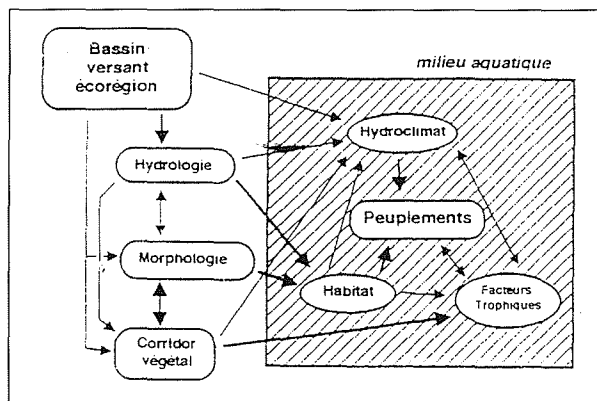 Bassin
versant
écorégion
milieu aquatique
Hydroclimat
Hydrologie
Peuplements
Morphologie
Habitat
Facteurs
Trophiques
Corridor
végétal